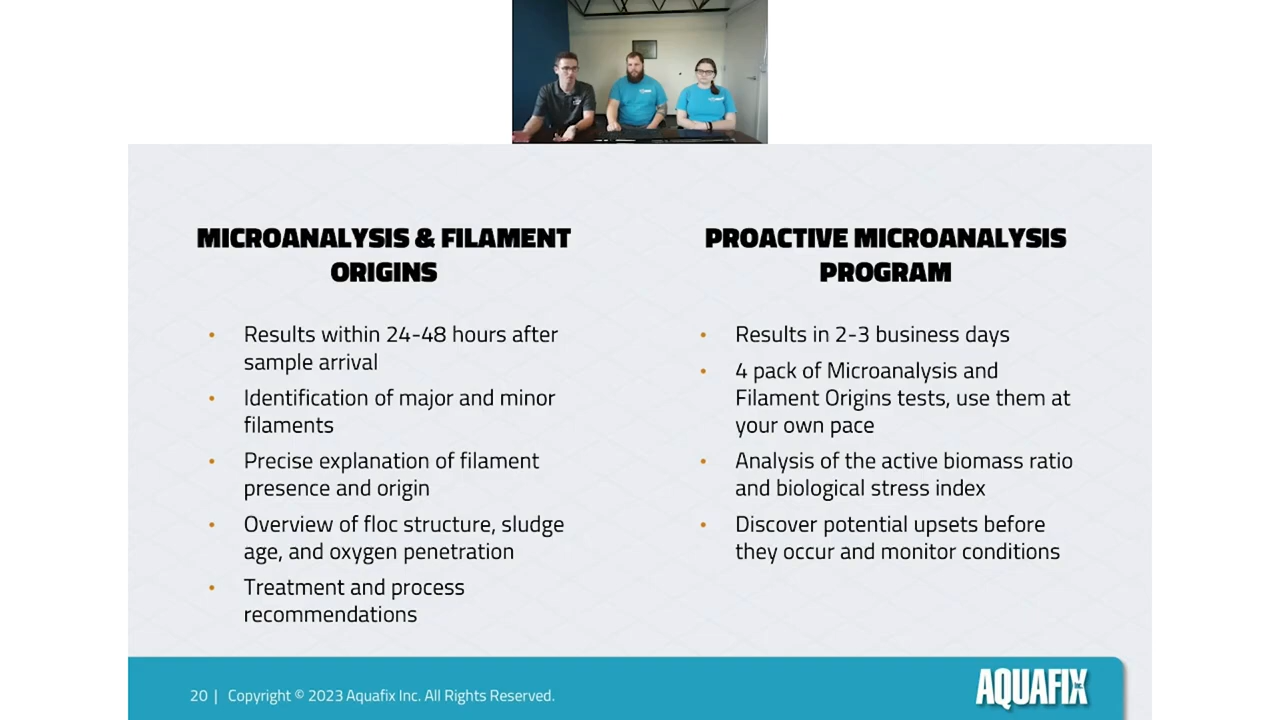 MICROANALYSIS & FILAMENT
ORIGINS
• Results within 24-48 hours after
sample arrival
• Identification of major and minor
filaments
• Precise explanation of filament
presence and origin
• Overview of floc structure, sludge
age, and oxygen penetration
• Treatment and process
recommendations
PROACTIVE MICROANALYSIS
PROGRAM
• Results in 2-3 business days
• 4 pack of Microanalysis and
Filament Origins tests, use them at
your own pace
• Analysis of the active biomass ratio
and biological stress index
• Discover potential upsets before
they occur and monitor conditions
20 | Copyright © 2023 Aquafix Inc. All Rights Reserved.
AQUAFIX